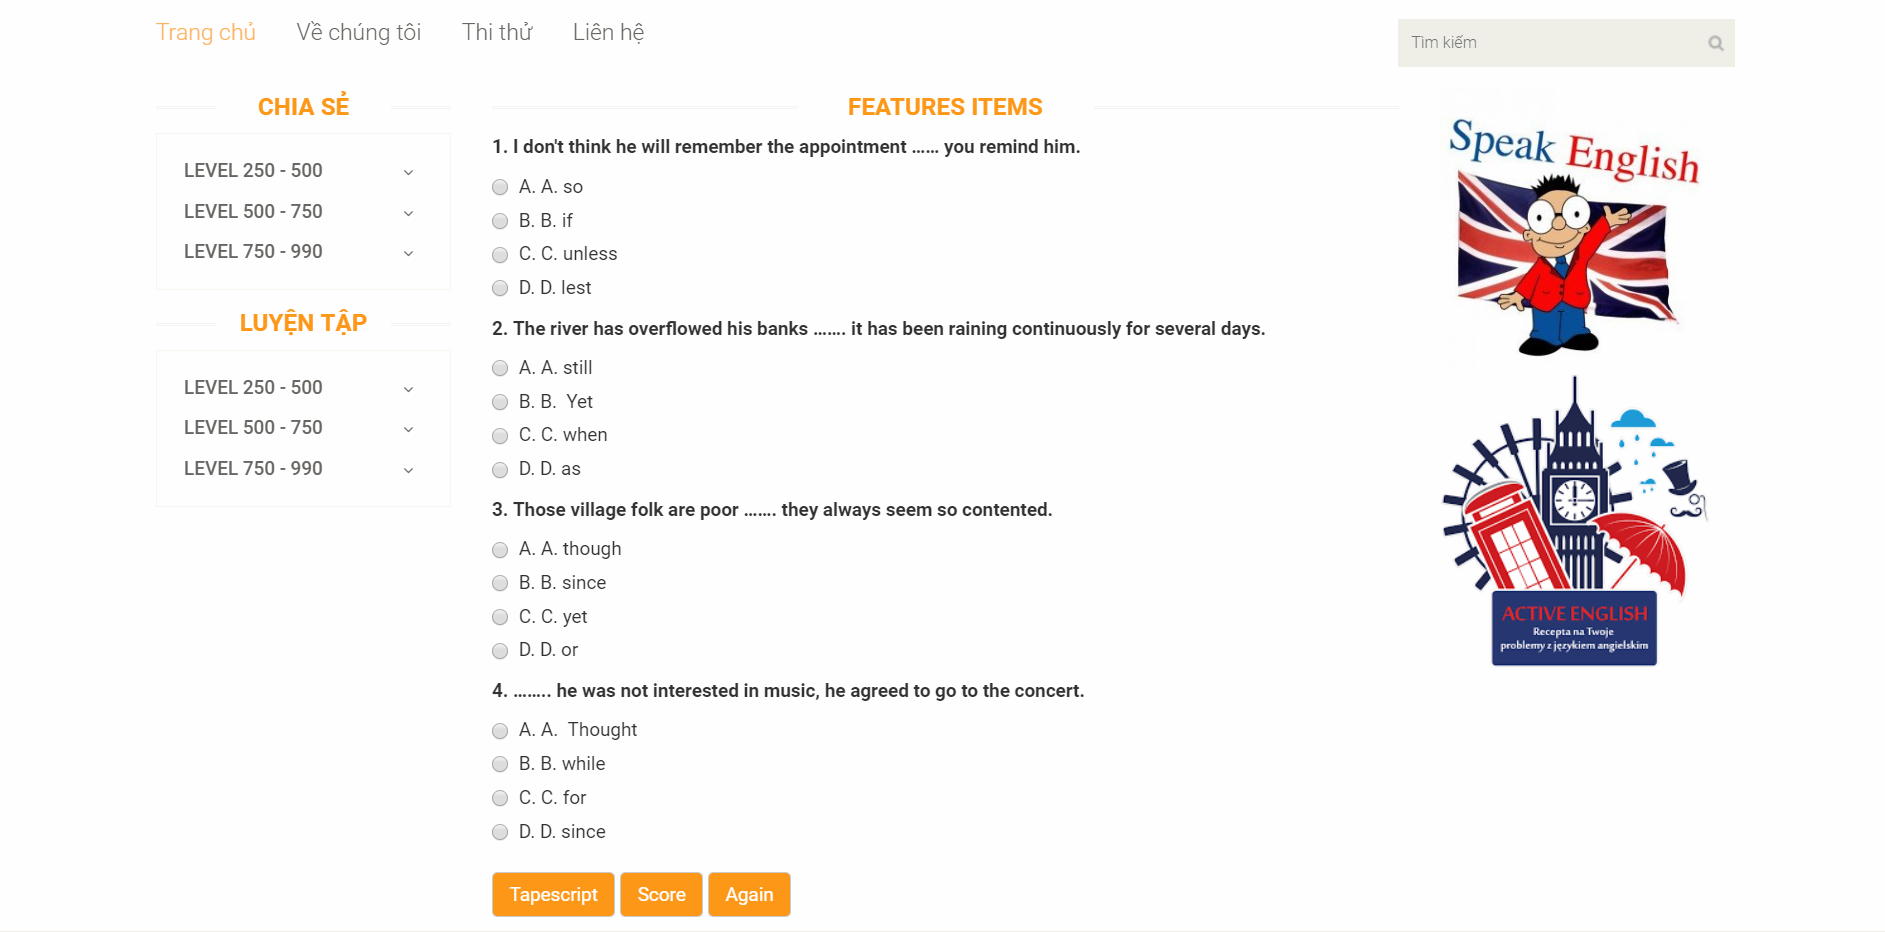 Trang chủ Về chúng tôi Thi thử Liên hệ
Tìm kiếm
CHIA SẺ
LEVEL 250 - 500
LEVEL 500 - 750
LEVEL 750 - 990
LUYỆN TẬP
LEVEL 250 - 500
LEVEL 500 - 750
LEVEL 750 - 990
FEATURES ITEMS
1. I don't think he will remember the appointment …… you remind him.
A. A. so
B. B. if
C. C. unless
D. D. lest
2. The river has overflowed his banks ……. it has been raining continuously for several days.
A. A. still
B. B. Yet
C. C. when
D. D. as
3. Those village folk are poor ……. they always seem so contented.
A. A. though
B. B. since
C. C. yet
D. D. or
4. …….. he was not interested in music, he agreed to go to the concert.
A. A. Thought
B. B. while
C. C. for
D. D. since
Tapescript Score Again
Speak English
ACTIVE ENGLISH
Recepta na Twoje
problemy z językiem angielskim